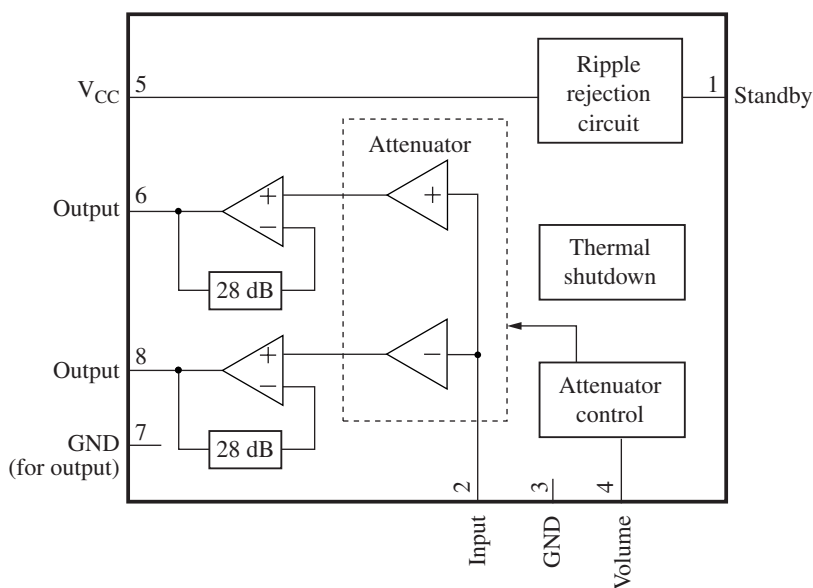 V_CC
5
Ripple
rejection
circuit
1
Standby
Attenuator
Output
6
+
−
+
28 dB
Thermal
shutdown
Output
8
+
−
−
28 dB
Attenuator
control
7
GND
(for output)
2
3
4
Input
GND
Volume